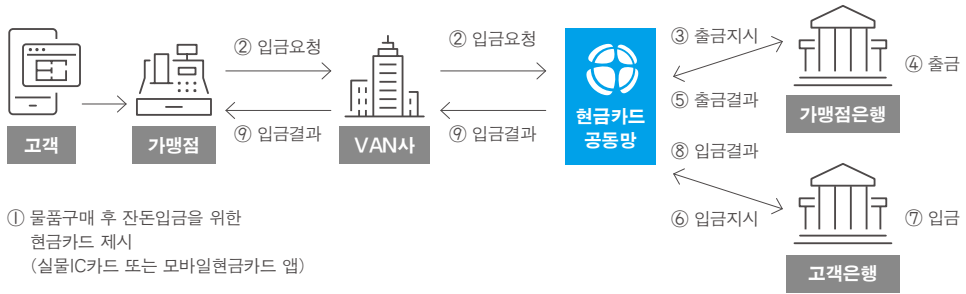 ② 입금요청
② 입금요청
③ 출금지시
④ 출금
⑤ 출금결과
⑨ 입금결과
⑨ 입금결과
고객
가맹점
VAN사
현금카드
공동망
가맹점은행
⑧ 입금결과
⑥ 입금지시
⑦ 입금
고객은행
① 물품구매 후 잔돈입금을 위한
현금카드 제시
(실물IC카드 또는 모바일현금카드 앱)